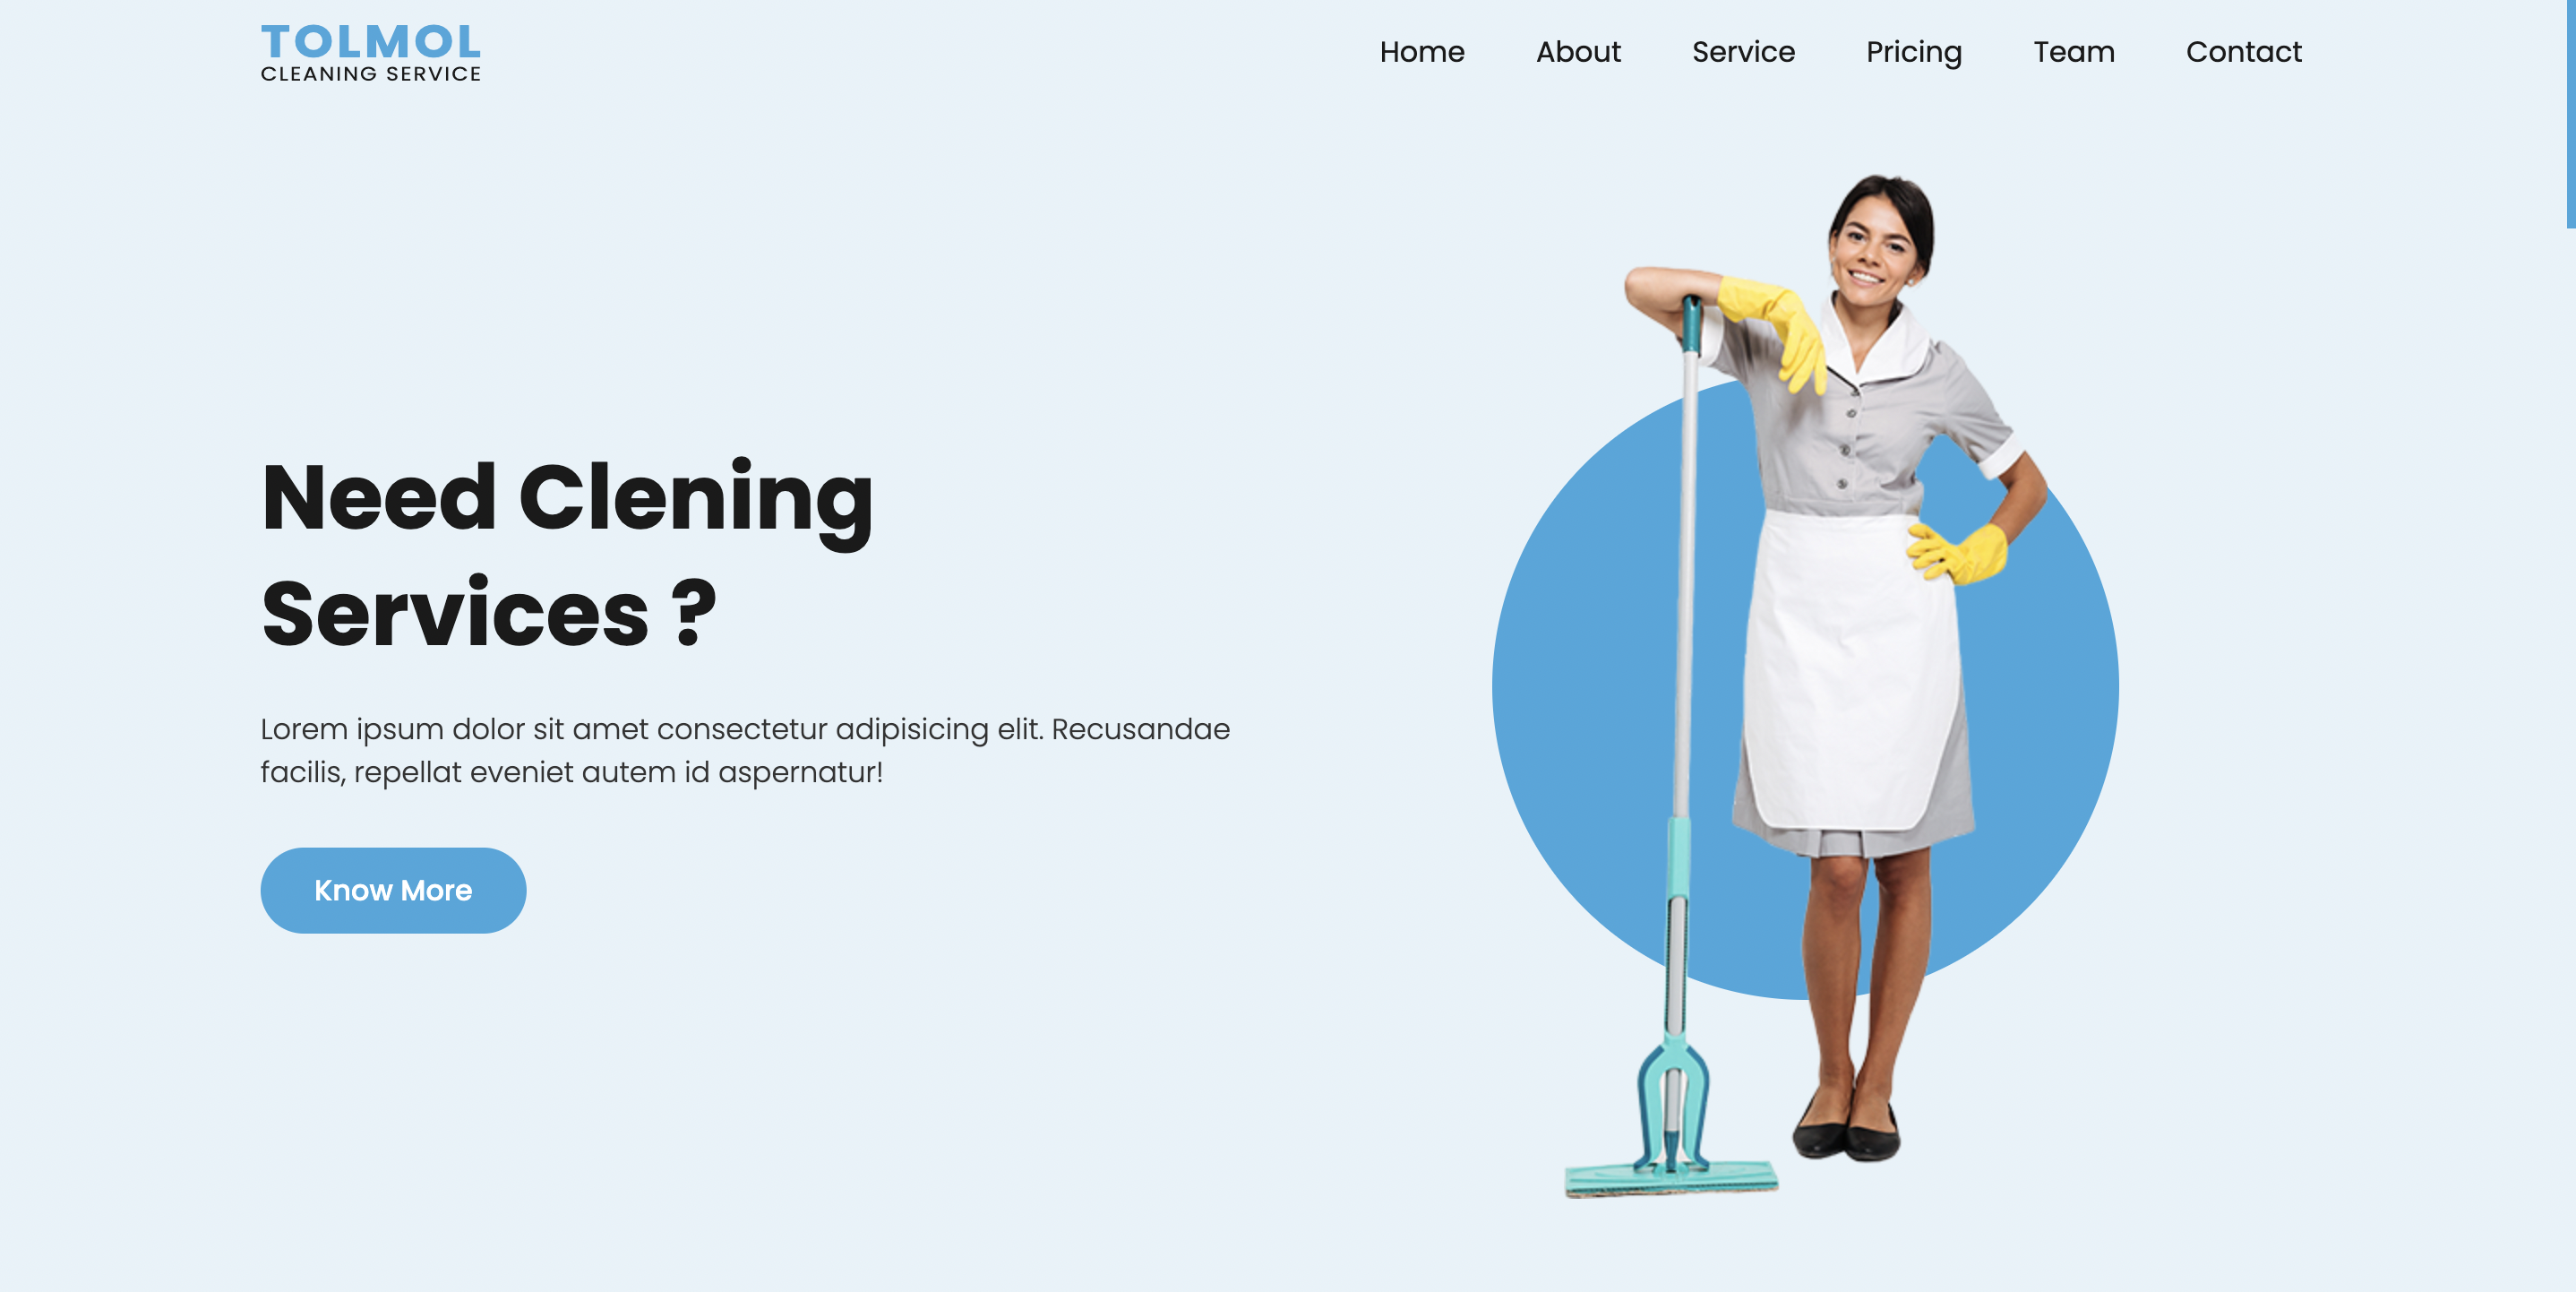 TOLMOL
CLEANING SERVICE
Home About Service Pricing Team Contact
Need Clening
Services ?
Lorem ipsum dolor sit amet consectetur adipisicing elit. Recusandae
facilis, repellat eveniet autem id aspernatur!
Know More